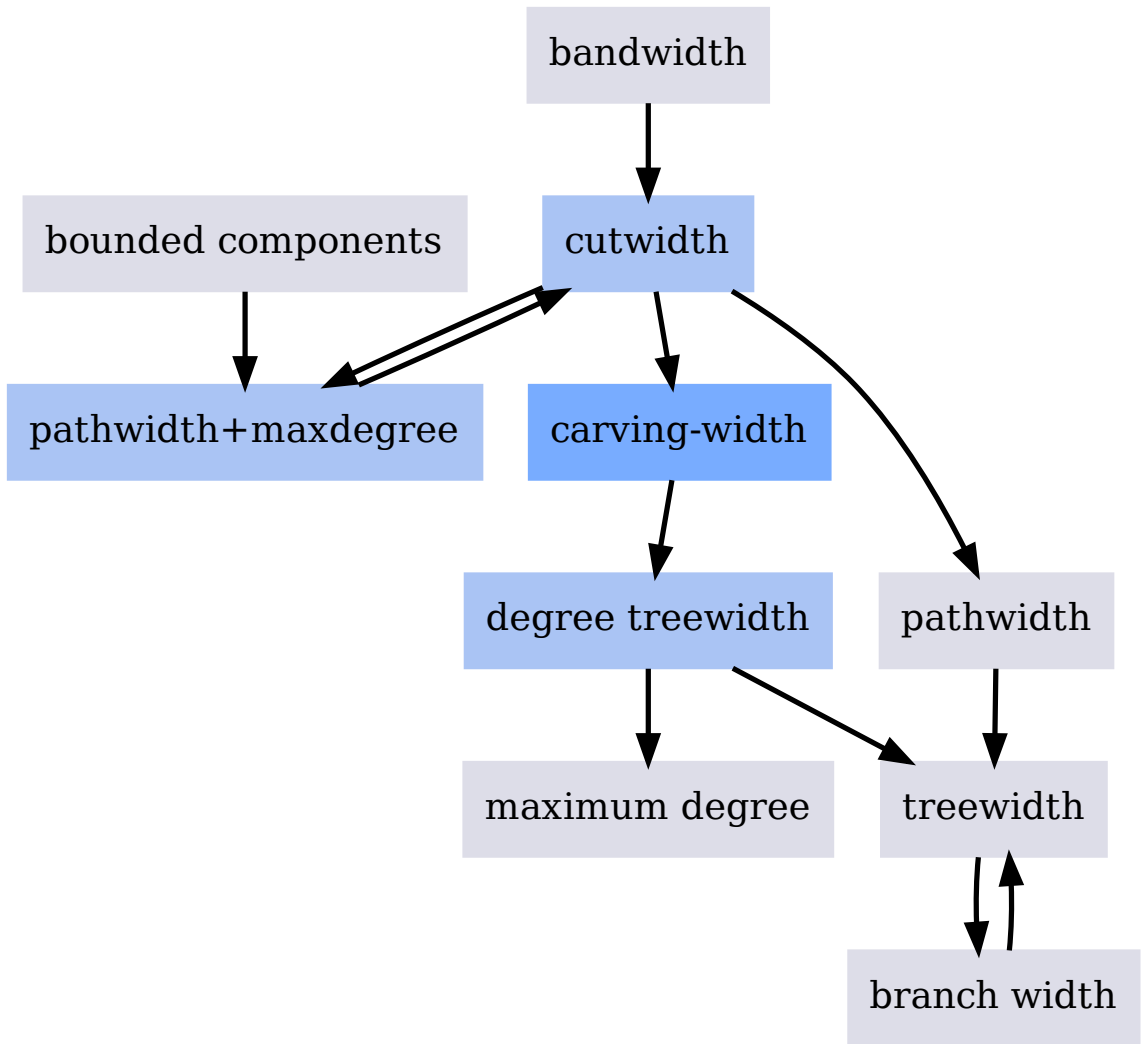 bandwidth
bounded components
cutwidth
pathwidth+maxdegree
carving-width
degree treewidth
pathwidth
maximum degree
treewidth
branch width